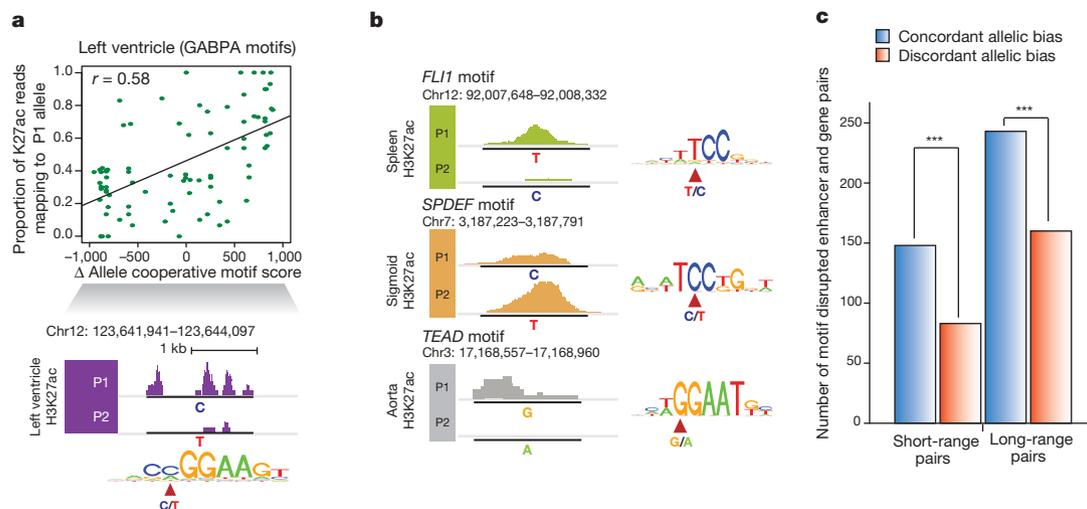 a
Left ventricle (GABPA motifs)
r = 0.58
Proportion of K27ac reads
mapping to P1 allele
1.0
0.8
0.6
0.4
0.2
0.0
−1,000 −500 0 500 1,000
Δ Allele cooperative motif score
Chr12: 123,641,941–123,644,097
1 kb
Left ventricle
H3K27ac
P1
C
P2
T
CCGGAAGT
C/T
b
FLI1 motif
Chr12: 92,007,648–92,008,332
Spleen
H3K27ac
P1
T
P2
C
TTCC
T/C
SPDEF motif
Chr7: 3,187,223–3,187,791
Sigmoid
H3K27ac
P1
C
P2
T
ATCCTG
C/T
TEAD motif
Chr3: 17,168,557–17,168,960
Aorta
H3K27ac
P1
G
P2
A
TGGAAT
G/A
c
Concordant allelic bias
Discordant allelic bias
Number of motif disrupted enhancer and gene pairs
250
200
150
100
50
0
***
***
Short-range
pairs
Long-range
pairs